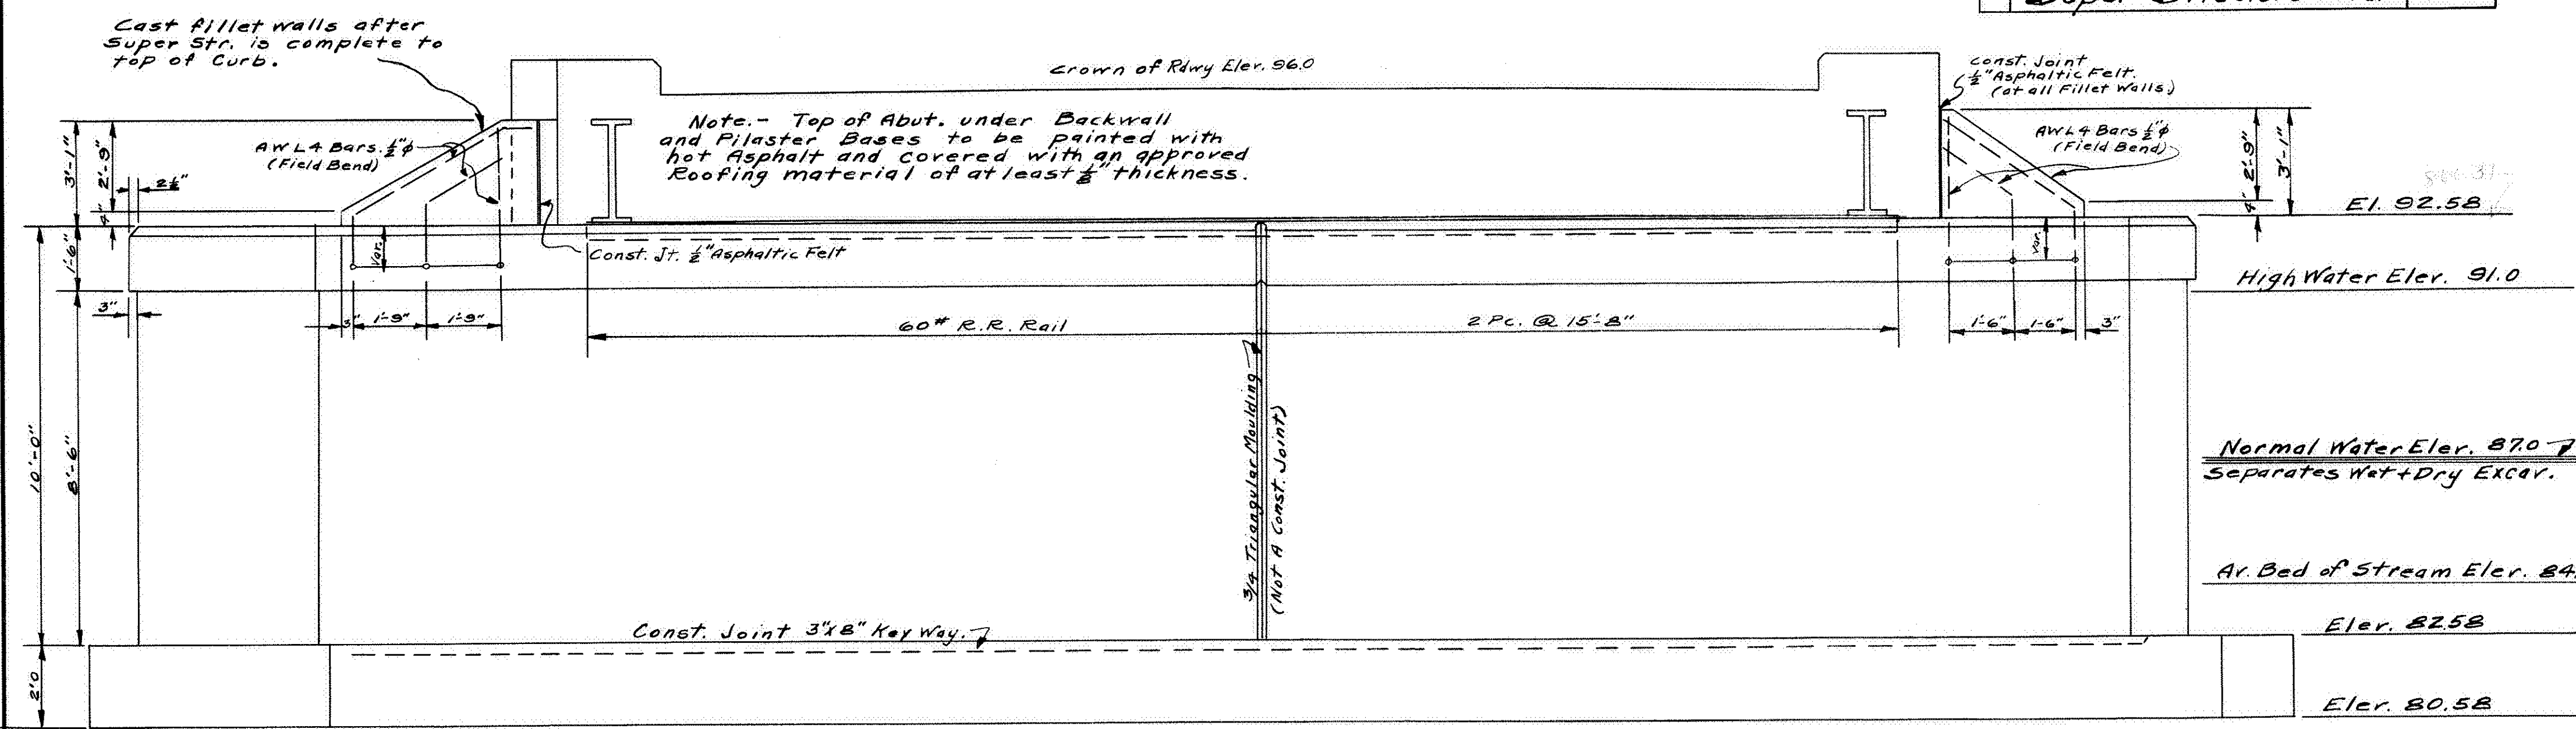 Cast fillet walls after
Super Str. is complete to
top of Curb.
Crown of Rdwy Elev. 96.0
Const. Joint
1/2" Asphaltic Felt.
(at all Fillet Walls.)
Note.- Top of Abut. under Backwall
and Pilaster Bases to be painted with
hot Asphalt and covered with an approved
Roofing material of at least 1/8" thickness.
AWL4 Bars. 1/2"φ
(Field Bend)
AWL4 Bars 1/2"φ
(Field Bend)
3'-1"
2'-9"
4"
2 1/2"
2'-9"
3'-1"
4"
El. 92.58
1'-6"
Var.
Const. Jt. 1/2" Asphaltic Felt
Var.
High Water Elev. 91.0
3"
3"
1'-9"
1'-9"
60# R.R. Rail
2 Pc. @ 15'-8"
1'-6"
1'-6"
3"
10'-0"
8'-6"
3/4 Triangular Moulding
(Not A Const. Joint)
Normal Water Elev. 87.0
Separates Wet + Dry Excav.
Av. Bed of Stream Elev. 84.
Const. Joint 3"x8" Key Way.
Elev. 82.58
2'0
Elev. 80.58